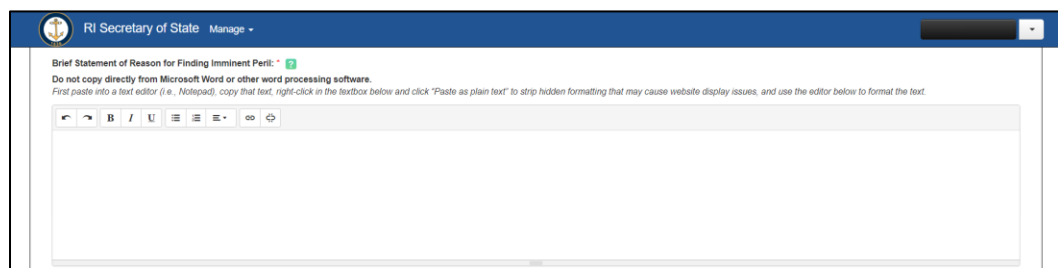 RI Secretary of State Manage
Brief Statement of Reason for Finding Imminent Peril: * ?
Do not copy directly from Microsoft Word or other word processing software.
First paste into a text editor (i.e., Notepad), copy that text, right-click in the textbox below and click "Paste as plain text" to strip hidden formatting that may cause website display issues, and use the editor below to format the text.
B I U